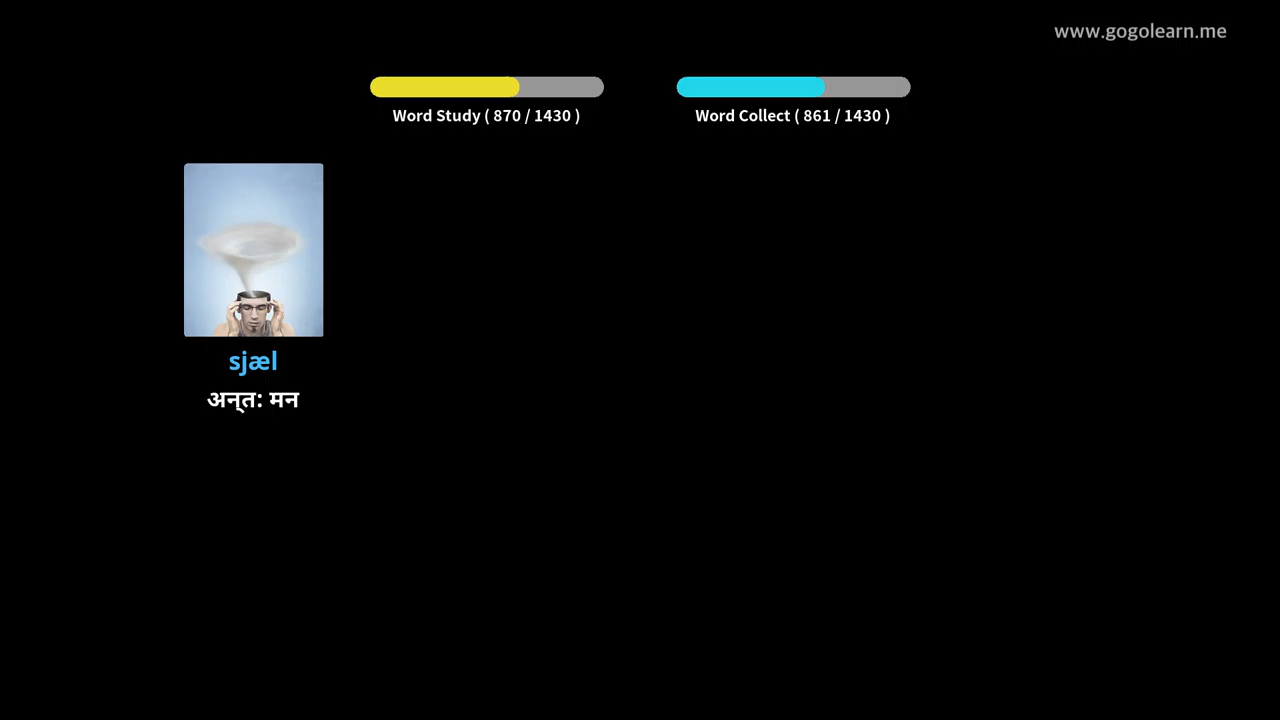 www.gogolearn.me
Word Study ( 870 / 1430 )
Word Collect ( 861 / 1430 )
sjæl
अन्त: मन